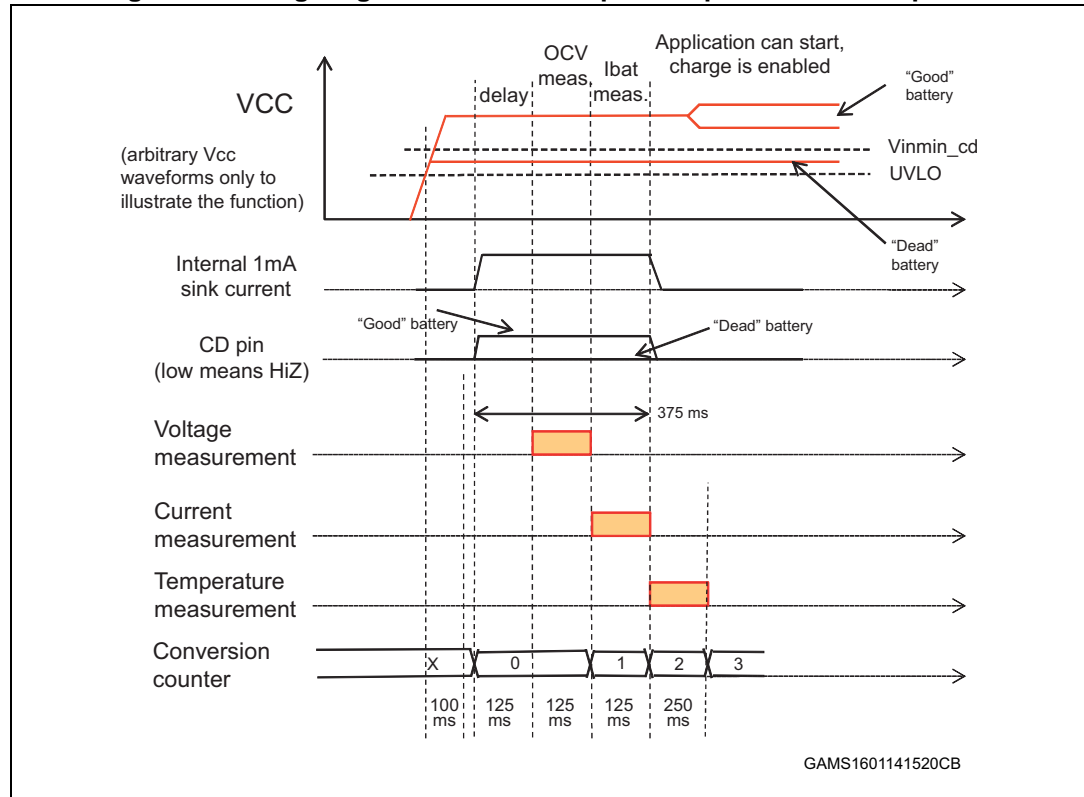 OCV
meas.
Ibat
meas.
delay
Application can start,
charge is enabled
"Good"
battery
VCC
(arbitrary Vcc
waveforms only to
illustrate the function)
Vinmin_cd
UVLO
"Dead"
battery
Internal 1mA
sink current
"Good" battery
"Dead" battery
CD pin
(low means HiZ)
375 ms
Voltage
measurement
Current
measurement
Temperature
measurement
Conversion
counter
X 0 1 2 3
100 125 125 125 250
ms ms ms ms ms
GAMS1601141520CB